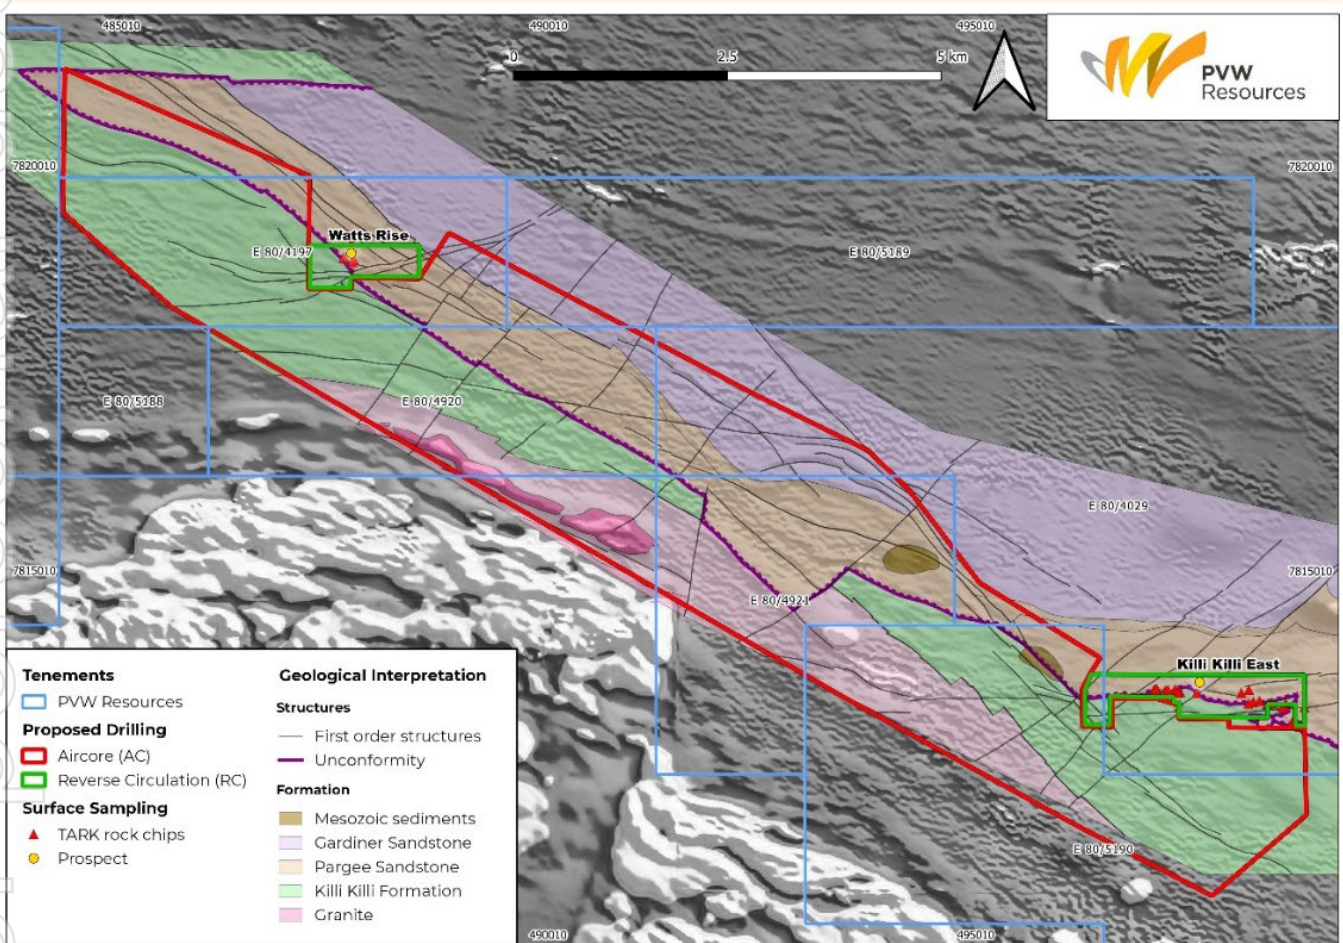 485010
490010
495010
0
2.5
5 km
PVW
Resources
7820010
7820010
Watts Rise
E 80/4197
E 80/5189
E 80/5188
E 80/4920
E 80/4029
7815010
7815010
E 80/4921
Killi Killi East
E 80/5190
Tenements
PVW Resources
Proposed Drilling
Aircore (AC)
Reverse Circulation (RC)
Surface Sampling
TARK rock chips
Prospect
Geological Interpretation
Structures
First order structures
Unconformity
Formation
Mesozoic sediments
Gardiner Sandstone
Pargee Sandstone
Killi Killi Formation
Granite
490010
495010